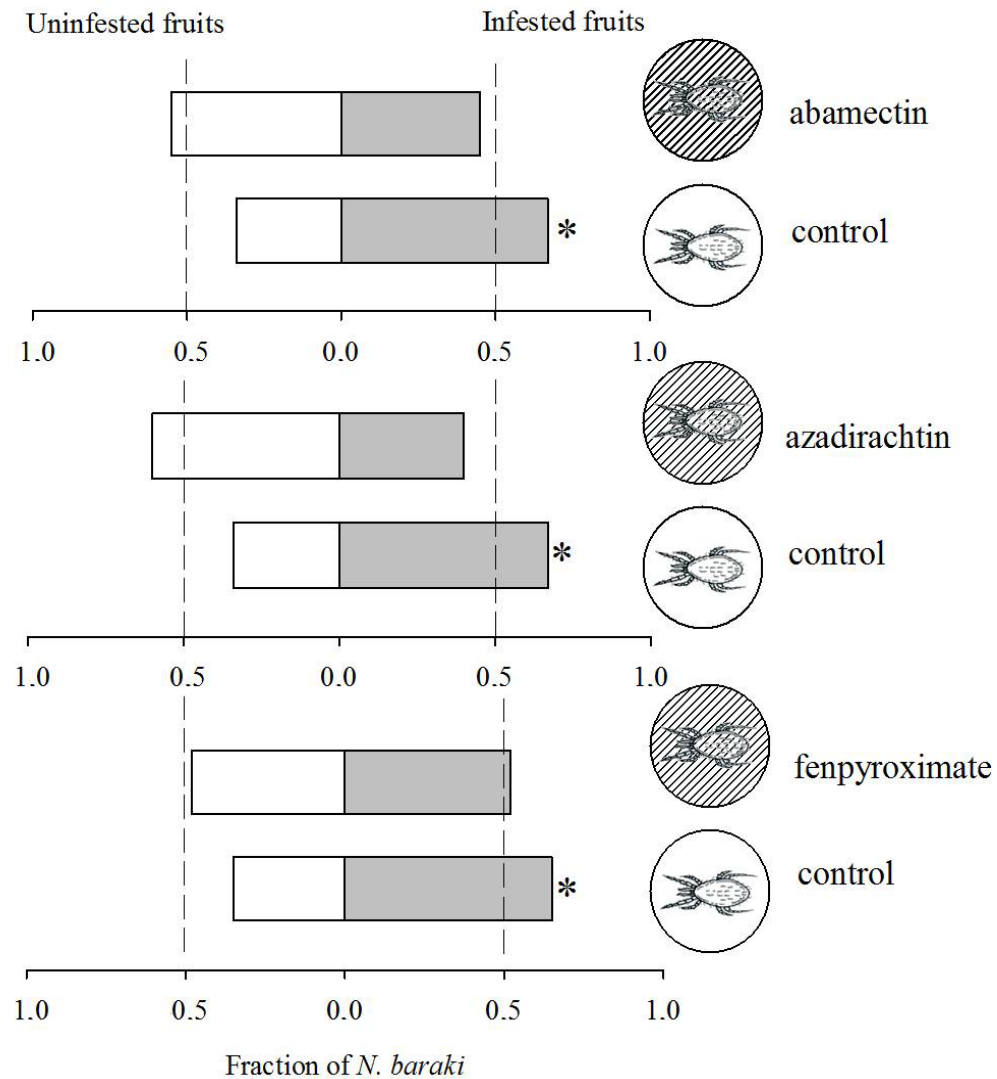 Uninfested fruits Infested fruits
abamectin
control *
1.0 0.5 0.0 0.5 1.0
azadirachtin
control *
1.0 0.5 0.0 0.5 1.0
fenpyroximate
control *
1.0 0.5 0.0 0.5 1.0
Fraction of N. baraki